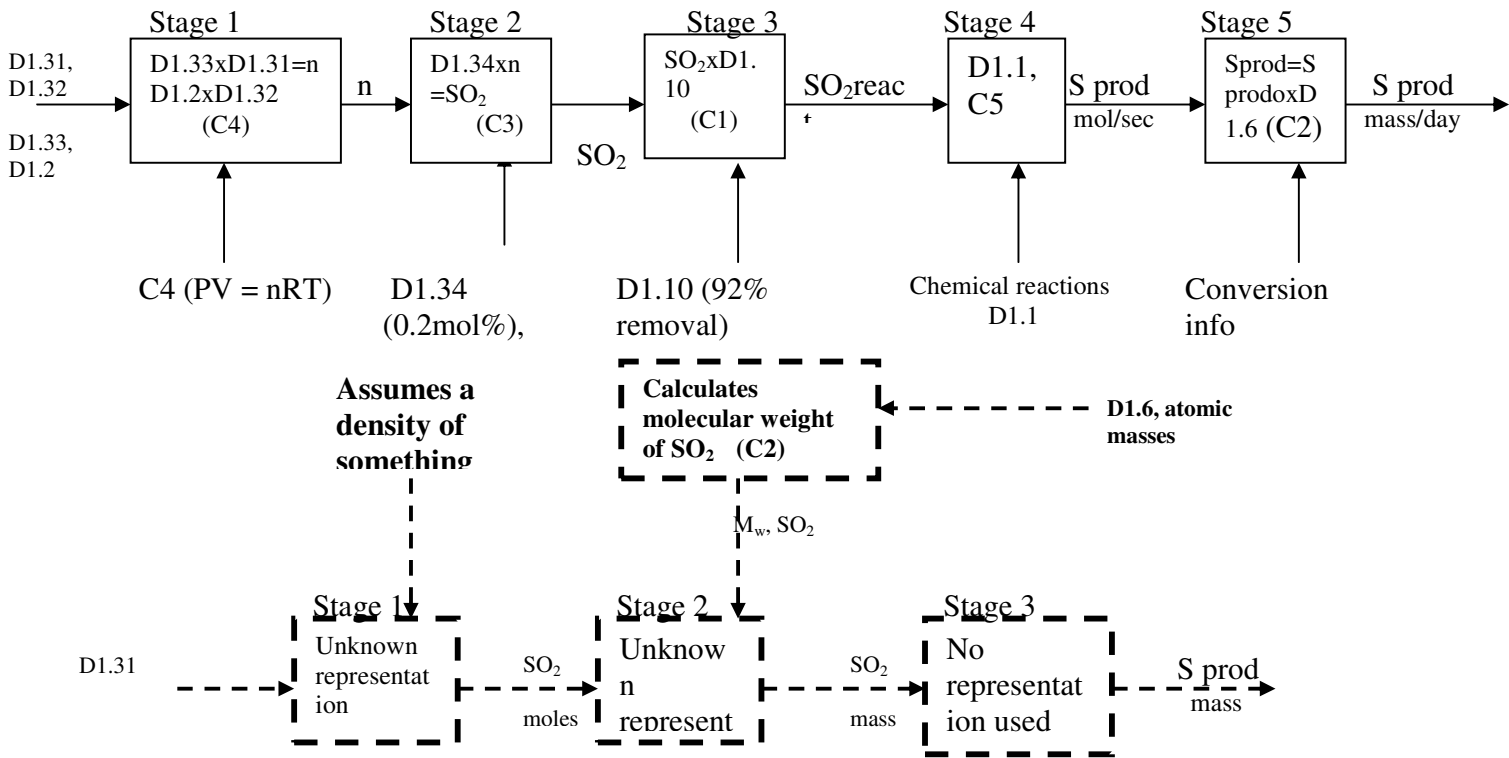 Stage 1
Stage 2
Stage 3
Stage 4
Stage 5
D1.31,
D1.32
D1.33,
D1.2
D1.33xD1.31=n
D1.2xD1.32
(C4)
n
D1.34xn
=SO₂
(C3)
SO₂
SO₂xD1.
10
(C1)
SO₂reac
t
D1.1,
C5
S prod
mol/sec
Sprod=S
prodoxD
1.6 (C2)
S prod
mass/day
C4 (PV = nRT)
D1.34
(0.2mol%),
D1.10 (92%
removal)
Chemical reactions
D1.1
Conversion
info
Assumes a
density of
something
Calculates
molecular weight
of SO₂ (C2)
D1.6, atomic
masses
M_w, SO₂
Stage 1
Stage 2
Stage 3
D1.31
Unknown
representat
ion
SO₂
moles
Unknow
n
represent
SO₂
mass
No
representat
ion used
S prod
mass